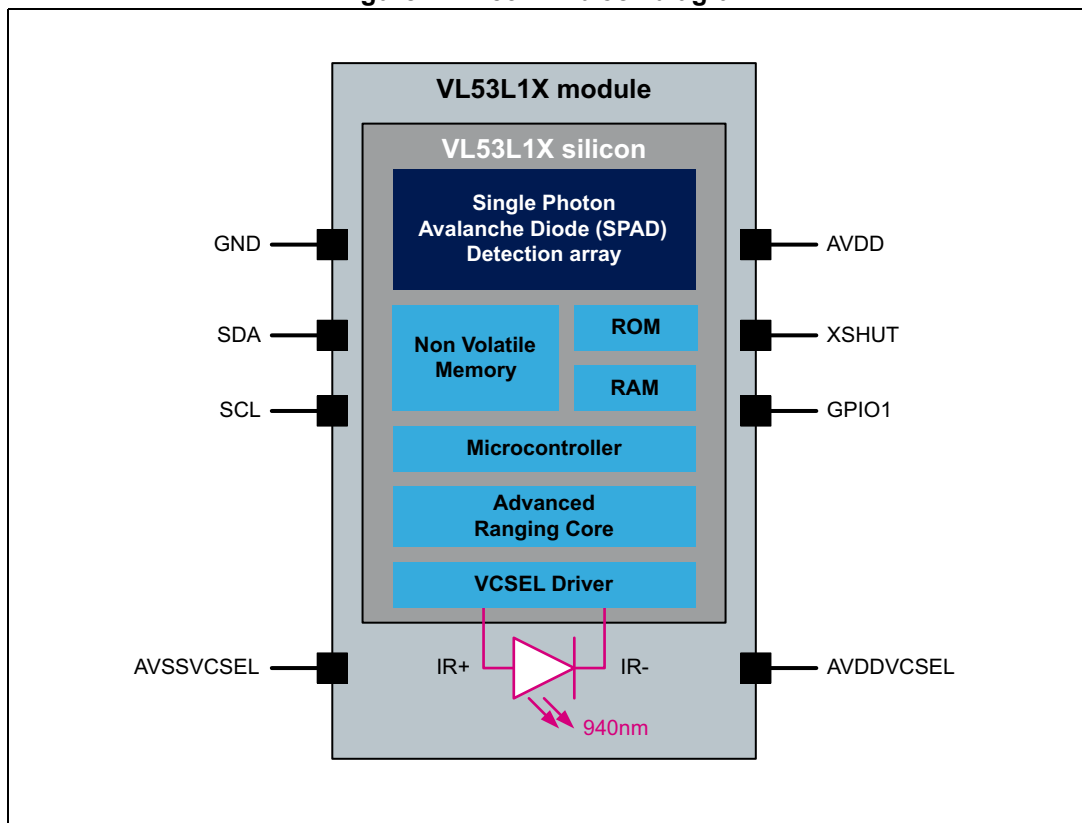 VL53L1X module
VL53L1X silicon
Single Photon
Avalanche Diode (SPAD)
Detection array
GND
AVDD
SDA
Non Volatile
Memory
ROM
XSHUT
RAM
SCL
GPIO1
Microcontroller
Advanced
Ranging Core
VCSEL Driver
AVSSVCSEL
IR+
IR-
AVDDVCSEL
940nm